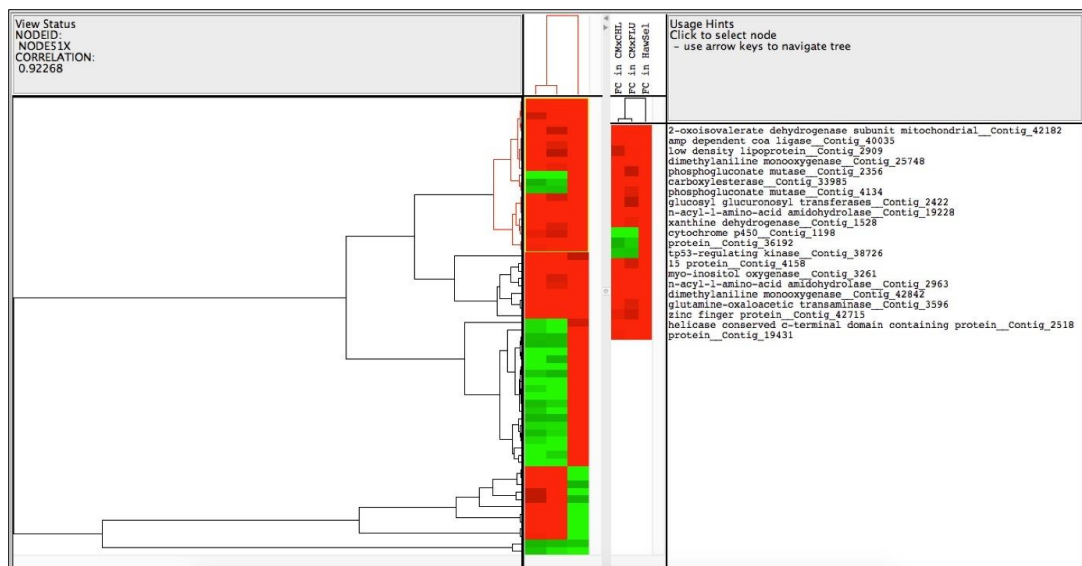 View Status
NODEID:
NODE51X
CORRELATION:
0.92268
FC in CMxCHL
FC in CMxFLU
FC in HawSel
Usage Hints
Click to select node
- use arrow keys to navigate tree
2-oxoisovalerate dehydrogenase subunit mitochondrial__Contig_42182
amp dependent coa ligase__Contig_40035
low density lipoprotein__Contig_2909
dimethylaniline monooxygenase__Contig_25748
phosphogluconate mutase__Contig_2356
carboxylesterase__Contig_33985
phosphogluconate mutase__Contig_4134
glucosyl glucuronosyl transferases__Contig_2422
n-acyl-l-amino-acid amidohydrolase__Contig_19228
xanthine dehydrogenase__Contig_1528
cytochrome p450__Contig_1198
protein__Contig_36192
tp53-regulating kinase__Contig_38726
15 protein__Contig_4158
myo-inositol oxygenase__Contig_3261
n-acyl-l-amino-acid amidohydrolase__Contig_2963
dimethylaniline monooxygenase__Contig_42842
glutamine-oxaloacetic transaminase__Contig_3596
zinc finger protein__Contig_42715
helicase conserved c-terminal domain containing protein__Contig_2518
protein__Contig_19431